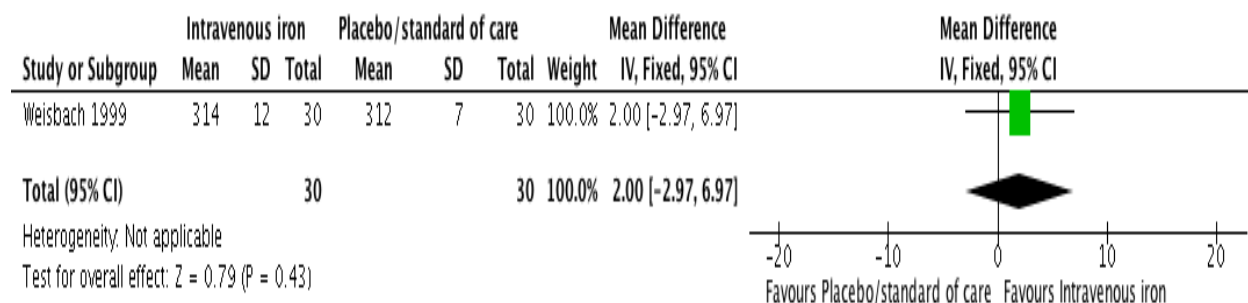 Intravenous iron Placebo/standard of care Mean Difference Mean Difference
Study or Subgroup Mean SD Total Mean SD Total Weight IV, Fixed, 95% CI IV, Fixed, 95% CI
Weisbach 1999 314 12 30 312 7 30 100.0% 2.00 [-2.97, 6.97]
Total (95% CI) 30 30 100.0% 2.00 [-2.97, 6.97]
Heterogeneity: Not applicable
Test for overall effect: Z = 0.79 (P = 0.43)
-20 -10 0 10 20
Favours Placebo/standard of care Favours Intravenous iron